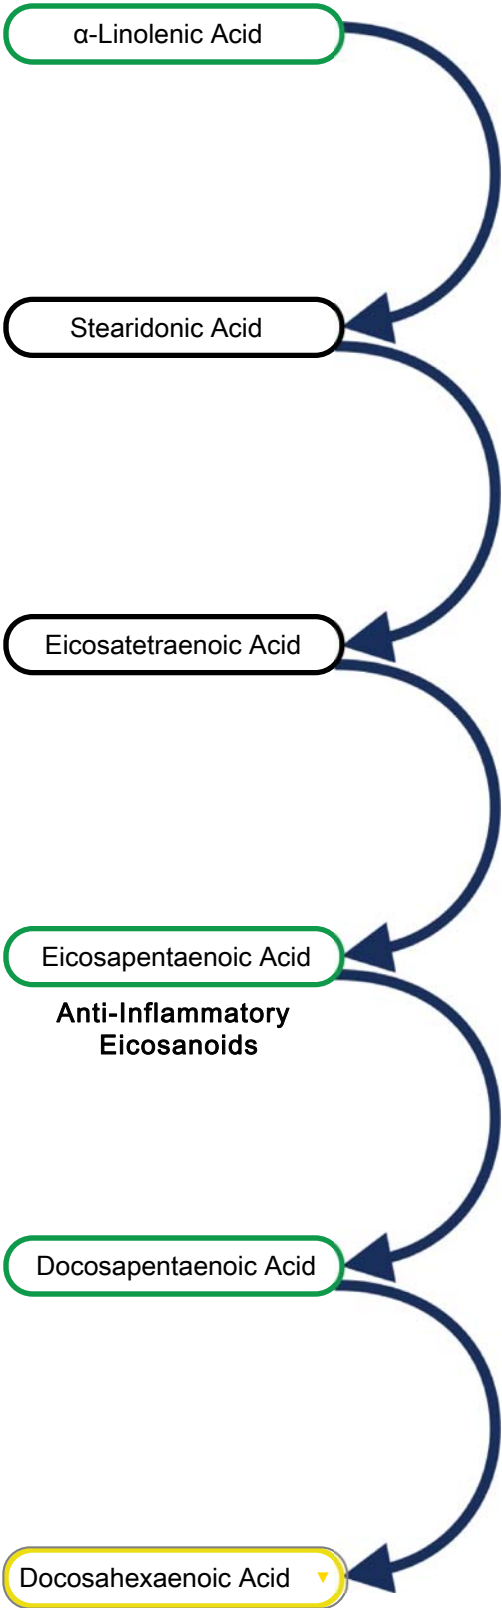 α-Linolenic Acid
Stearidonic Acid
Eicosatetraenoic Acid
Eicosapentaenoic Acid
Anti-Inflammatory
Eicosanoids
Docosapentaenoic Acid
Docosahexaenoic Acid ▼